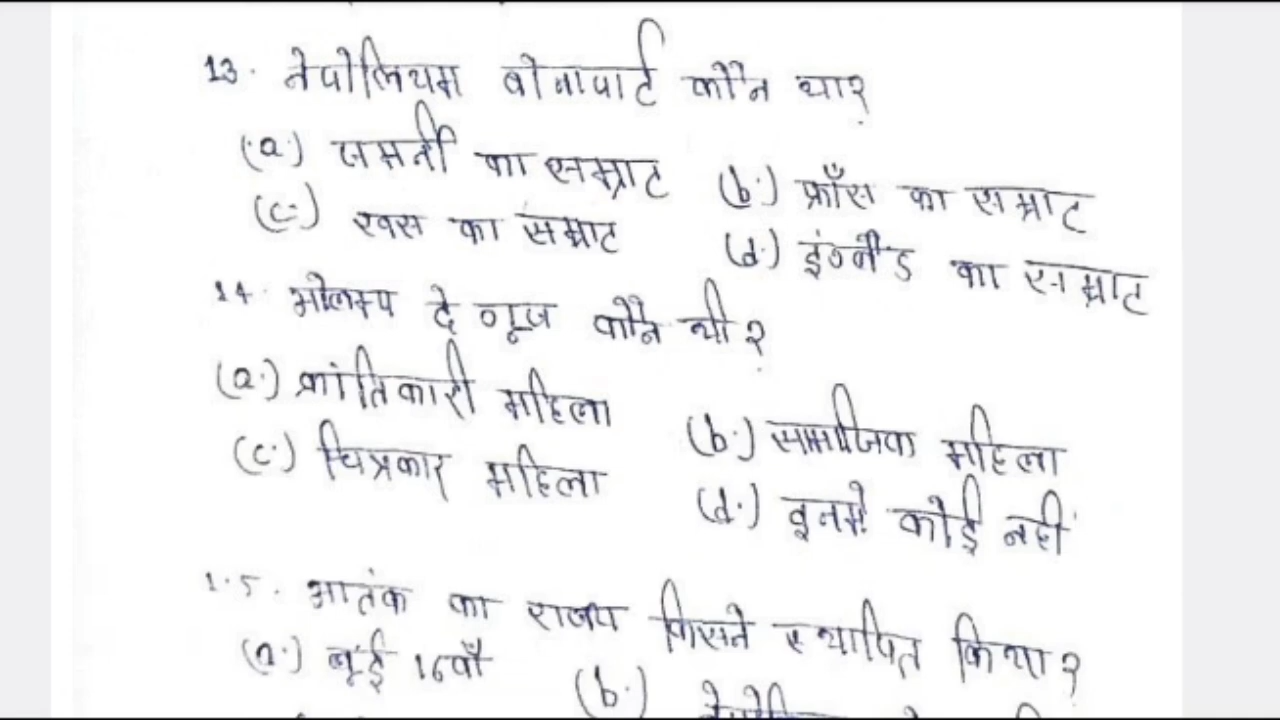 13. नेपोलियम बोनापार्ट कौन था?
(a.) जर्मनी का सम्राट (b.) फ्राँस का सम्राट
(c.) रूस का सम्राट (d.) इंग्लैंड का सम्राट
14. ओलम्प दे गूज कौन थी?
(a.) क्रांतिकारी महिला (b.) सामाजिक महिला
(c.) चित्रकार महिला (d.) इनमे कोई नहीं
15. आतंक का राज्य किसने स्थापित किया?
(a.) लूई 16वाँ (b.)